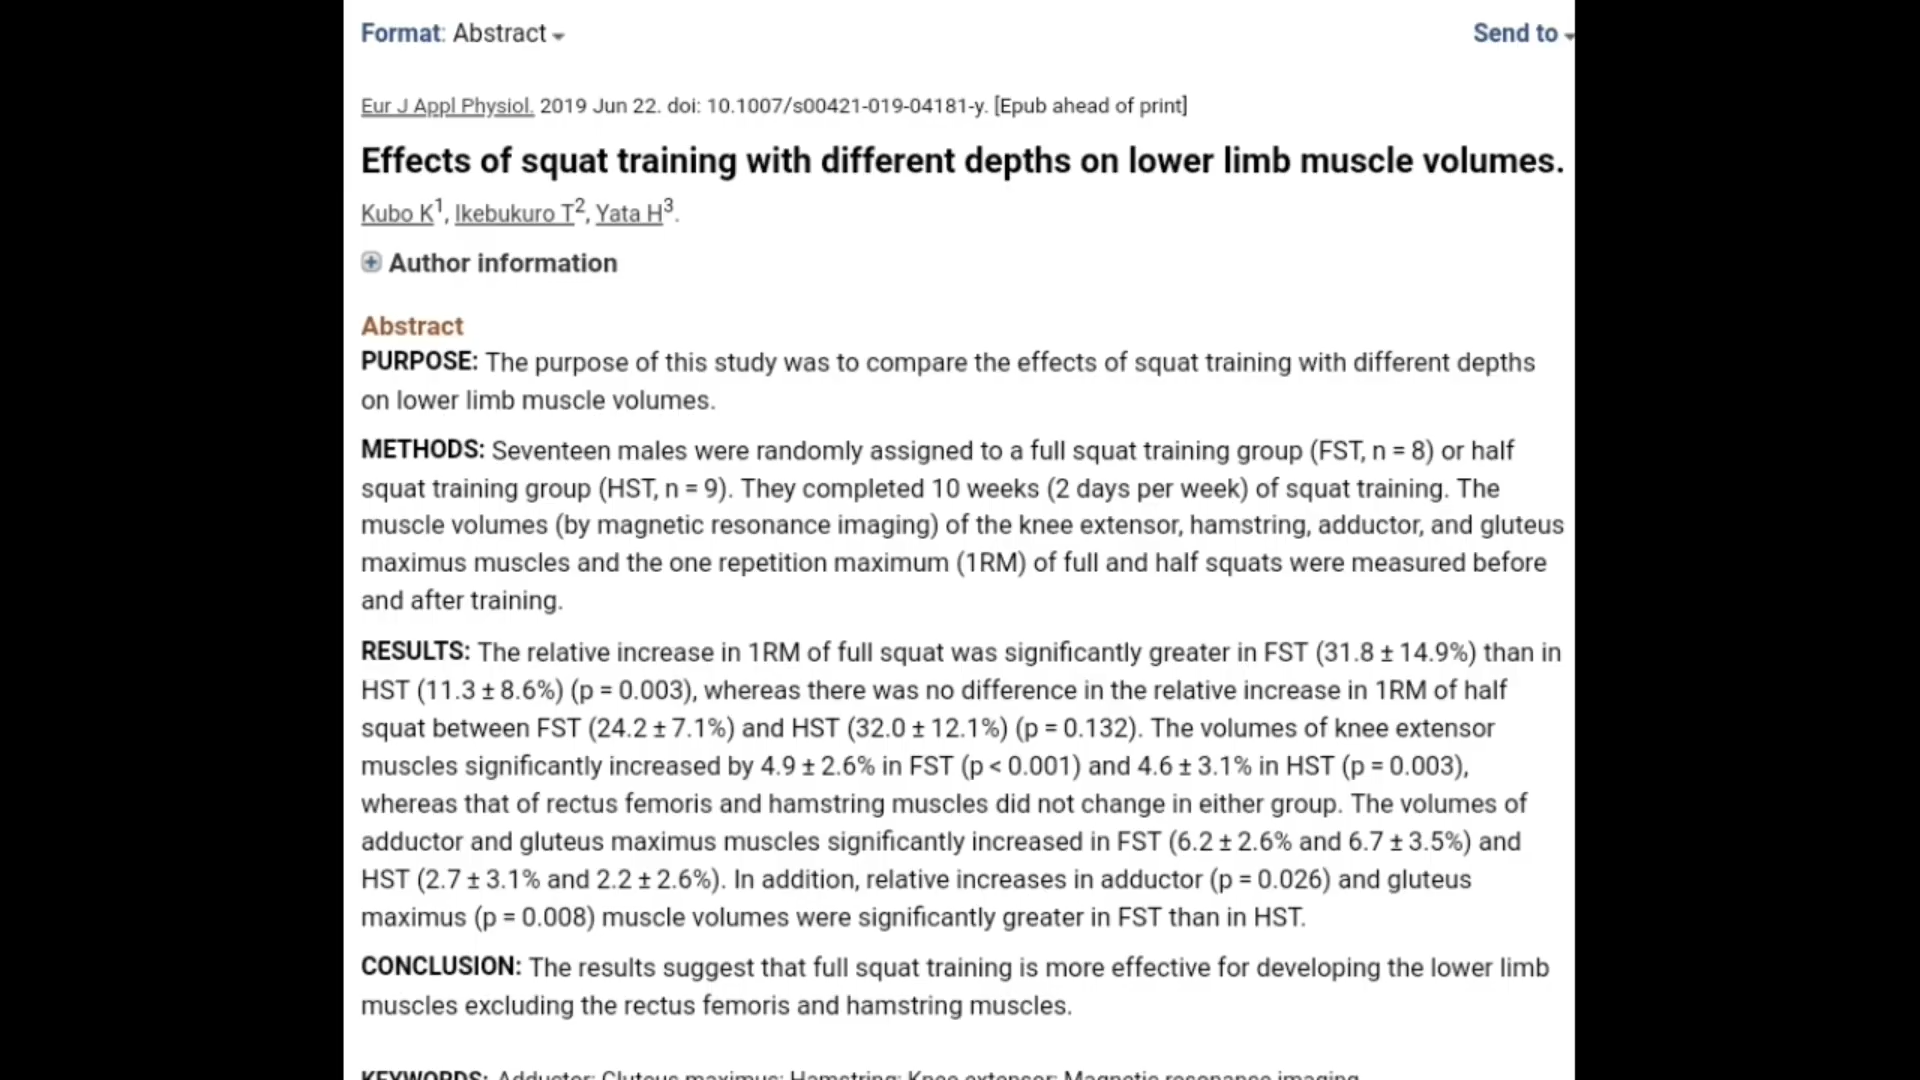 Format: Abstract
Send to
Eur J Appl Physiol. 2019 Jun 22. doi: 10.1007/s00421-019-04181-y. [Epub ahead of print]
Effects of squat training with different depths on lower limb muscle volumes.
Kubo K1, Ikebukuro T2, Yata H3.
Author information
Abstract
PURPOSE: The purpose of this study was to compare the effects of squat training with different depths
on lower limb muscle volumes.
METHODS: Seventeen males were randomly assigned to a full squat training group (FST, n = 8) or half
squat training group (HST, n = 9). They completed 10 weeks (2 days per week) of squat training. The
muscle volumes (by magnetic resonance imaging) of the knee extensor, hamstring, adductor, and gluteus
maximus muscles and the one repetition maximum (1RM) of full and half squats were measured before
and after training.
RESULTS: The relative increase in 1RM of full squat was significantly greater in FST (31.8 ± 14.9%) than in
HST (11.3 ± 8.6%) (p = 0.003), whereas there was no difference in the relative increase in 1RM of half
squat between FST (24.2 ± 7.1%) and HST (32.0 ± 12.1%) (p = 0.132). The volumes of knee extensor
muscles significantly increased by 4.9 ± 2.6% in FST (p < 0.001) and 4.6 ± 3.1% in HST (p = 0.003),
whereas that of rectus femoris and hamstring muscles did not change in either group. The volumes of
adductor and gluteus maximus muscles significantly increased in FST (6.2 ± 2.6% and 6.7 ± 3.5%) and
HST (2.7 ± 3.1% and 2.2 ± 2.6%). In addition, relative increases in adductor (p = 0.026) and gluteus
maximus (p = 0.008) muscle volumes were significantly greater in FST than in HST.
CONCLUSION: The results suggest that full squat training is more effective for developing the lower limb
muscles excluding the rectus femoris and hamstring muscles.
KEYWORDS: Adductor; Gluteus maximus; Hamstring; Knee extensor; Magnetic resonance imaging